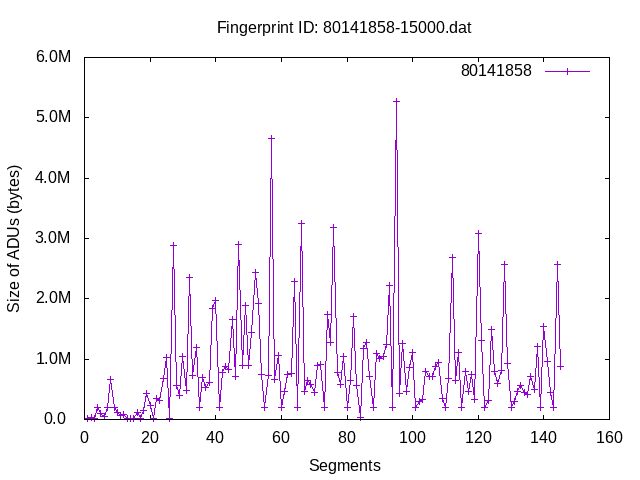 Fingerprint ID: 80141858-15000.dat
80141858
6.0M
5.0M
4.0M
3.0M
2.0M
1.0M
0.0
Size of ADUs (bytes)
0 20 40 60 80 100 120 140 160
Segments